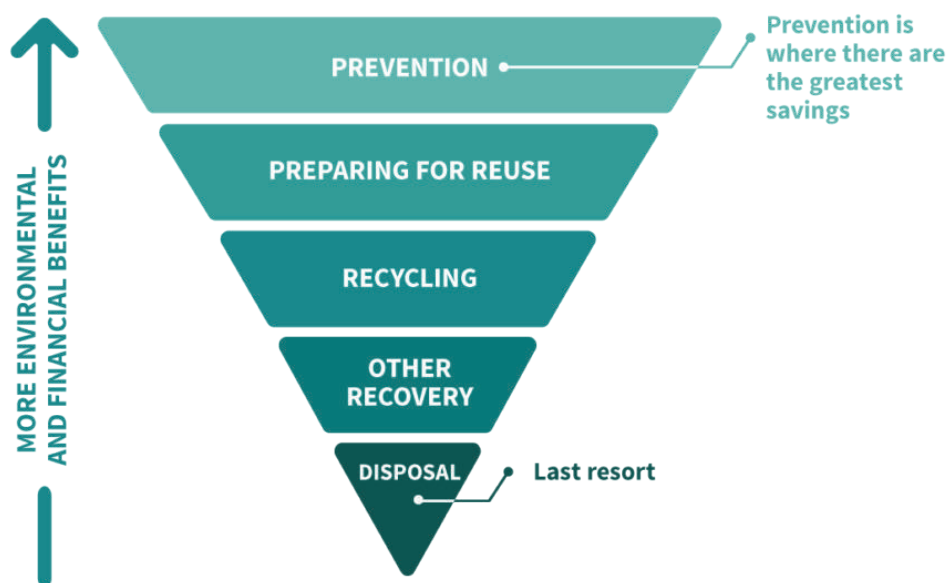 PREVENTION
Prevention is
where there are
the greatest
savings
PREPARING FOR REUSE
RECYCLING
OTHER
RECOVERY
DISPOSAL
Last resort
MORE ENVIRONMENTAL
AND FINANCIAL BENEFITS